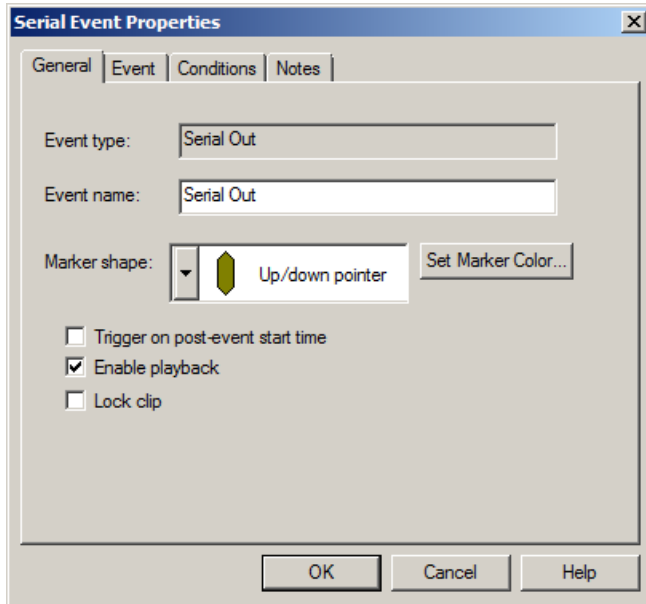 Serial Event Properties
General Event Conditions Notes
Event type: Serial Out
Event name: Serial Out
Marker shape: Up/down pointer Set Marker Color...
Trigger on post-event start time
Enable playback
Lock clip
OK Cancel Help